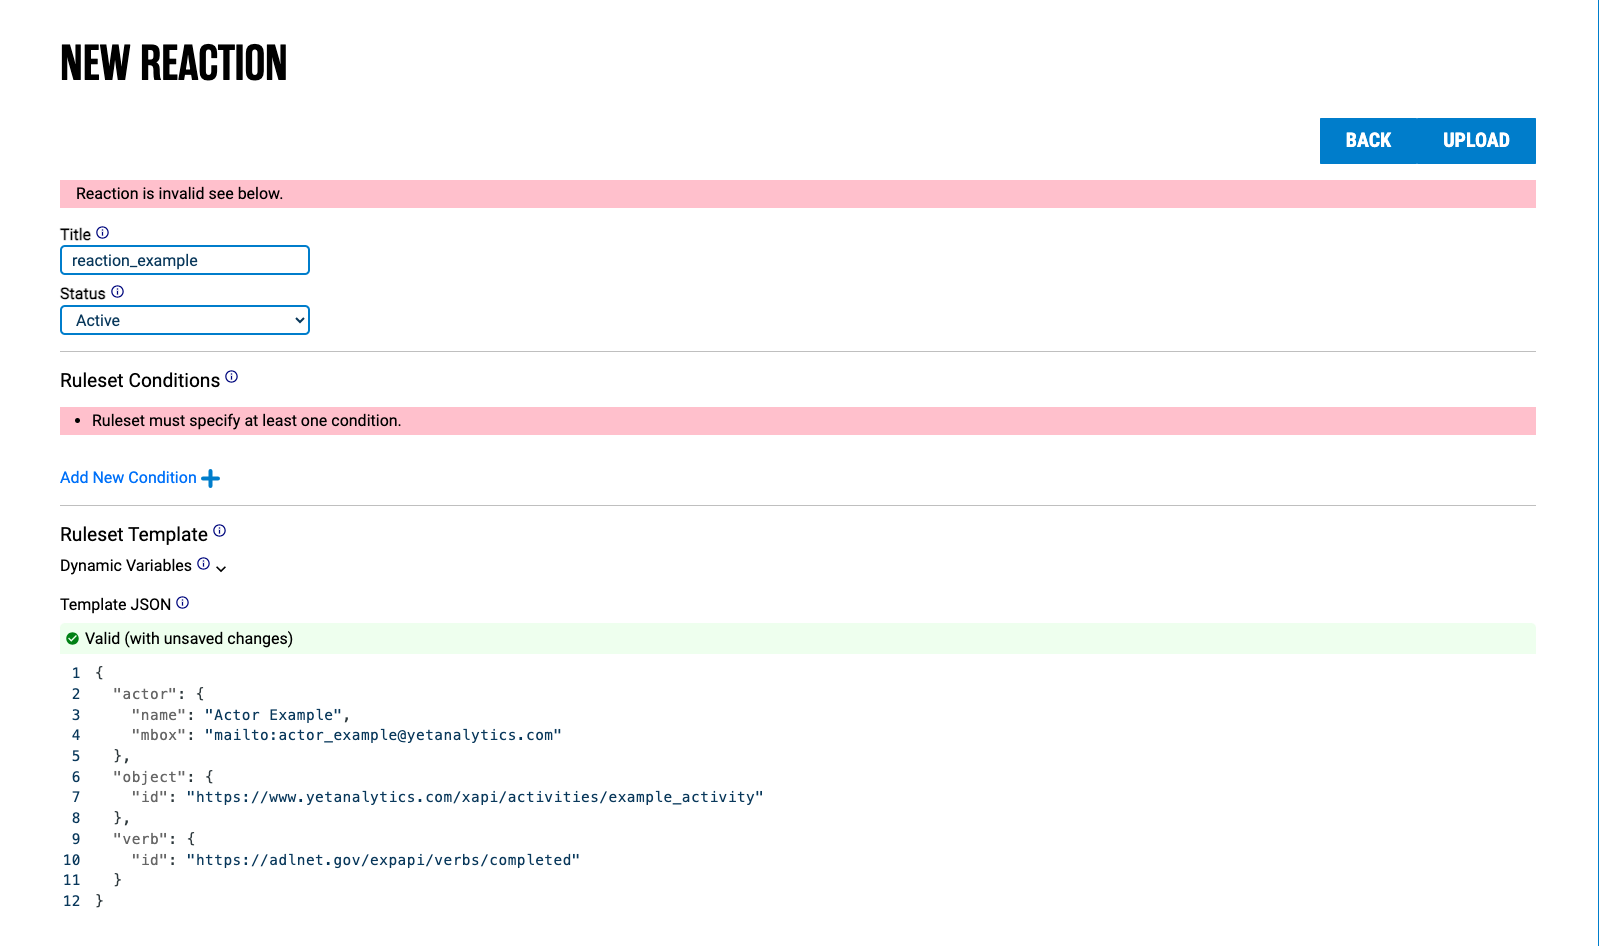 NEW REACTION
BACK UPLOAD
Reaction is invalid see below.
Title
reaction_example
Status
Active
Ruleset Conditions
• Ruleset must specify at least one condition.
Add New Condition
Ruleset Template
Dynamic Variables
Template JSON
Valid (with unsaved changes)
1 {
2   "actor": {
3     "name": "Actor Example",
4     "mbox": "mailto:actor_example@yetanalytics.com"
5   },
6   "object": {
7     "id": "https://www.yetanalytics.com/xapi/activities/example_activity"
8   },
9   "verb": {
10     "id": "https://adlnet.gov/expapi/verbs/completed"
11   }
12 }